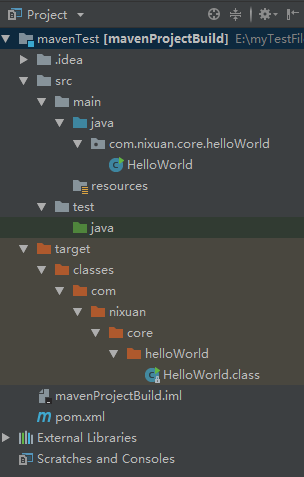 Project
mavenTest [mavenProjectBuild] E:\myTestFil
.idea
src
main
java
com.nixuan.core.helloWorld
HelloWorld
resources
test
java
target
classes
com
nixuan
core
helloWorld
HelloWorld.class
mavenProjectBuild.iml
pom.xml
External Libraries
Scratches and Consoles